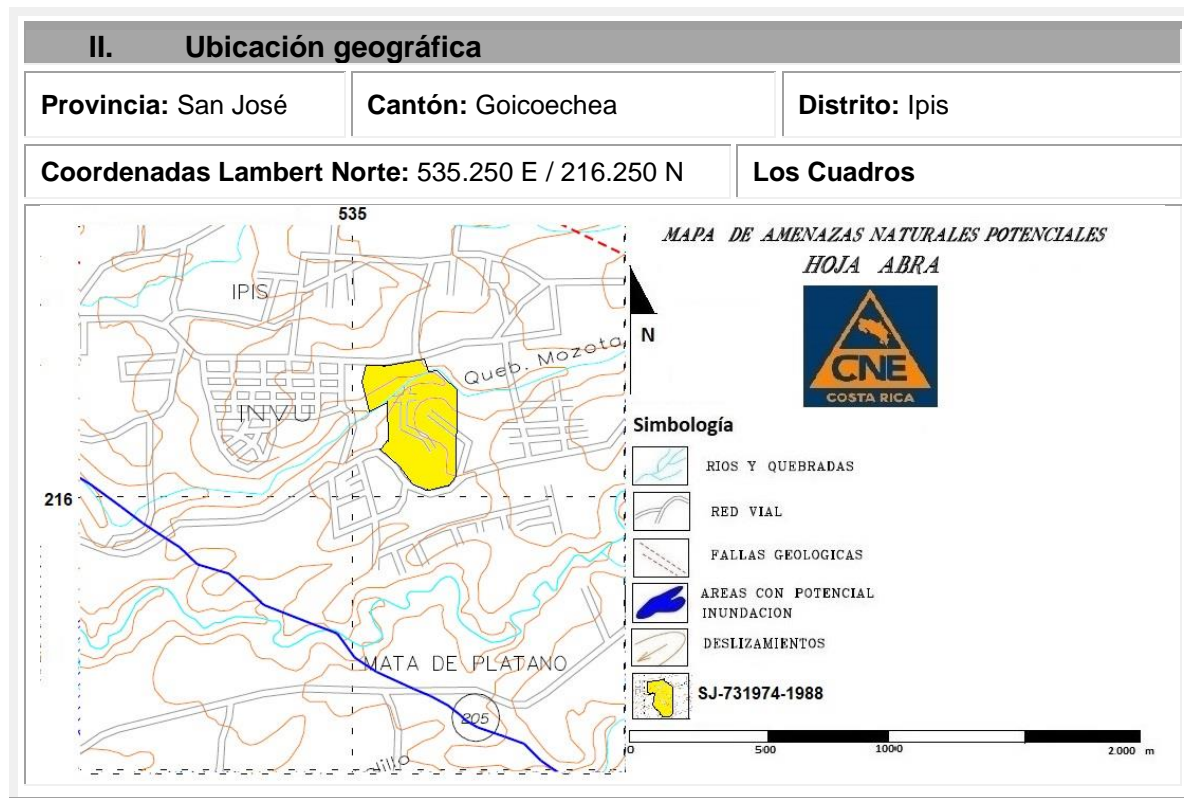 II. Ubicación geográfica
Provincia: San José
Cantón: Goicoechea
Distrito: Ipis
Coordenadas Lambert Norte: 535.250 E / 216.250 N
Los Cuadros
535
MAPA DE AMENAZAS NATURALES POTENCIALES
HOJA ABRA
IPIS
CNE
COSTA RICA
N
Queb. Mozota
INVU
Simbología
RIOS Y QUEBRADAS
216
RED VIAL
FALLAS GEOLOGICAS
AREAS CON POTENCIAL
INUNDACION
DESLIZAMIENTOS
MATA DE PLATANO
SJ-731974-1988
205
0 500 1000 2.000 m